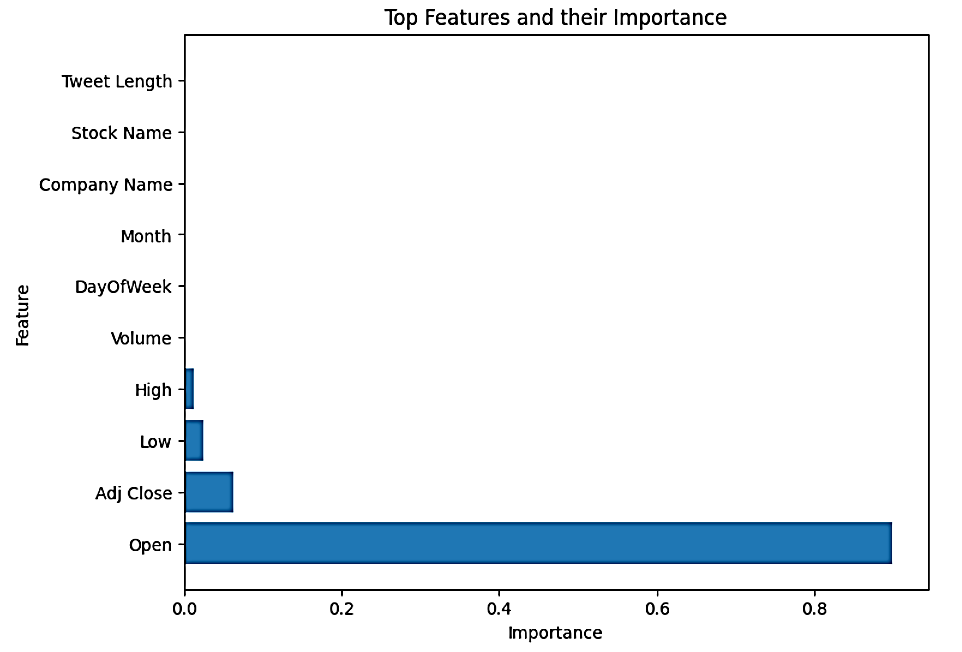 Top Features and their Importance
Tweet Length
Stock Name
Company Name
Month
DayOfWeek
Volume
High
Low
Adj Close
Open
Feature
0.0 0.2 0.4 0.6 0.8
Importance